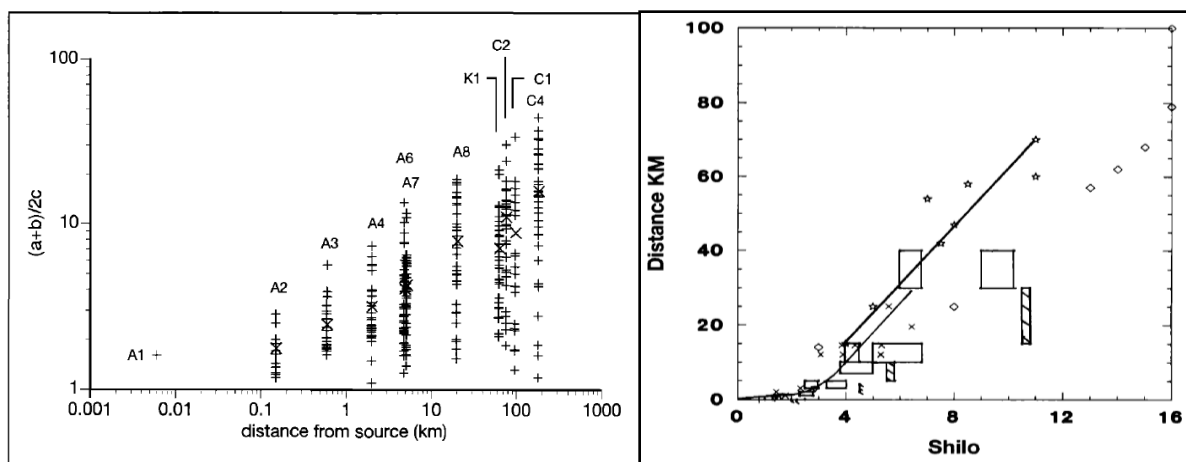 100
10
1
(a+b)/2c
A1
A2
A3
A4
A6
A7
A8
K1
C2
C1
C4
0.001
0.01
0.1
1
10
100
1000
distance from source (km)
100
80
60
40
20
0
Distance KM
0
4
8
12
16
Shilo